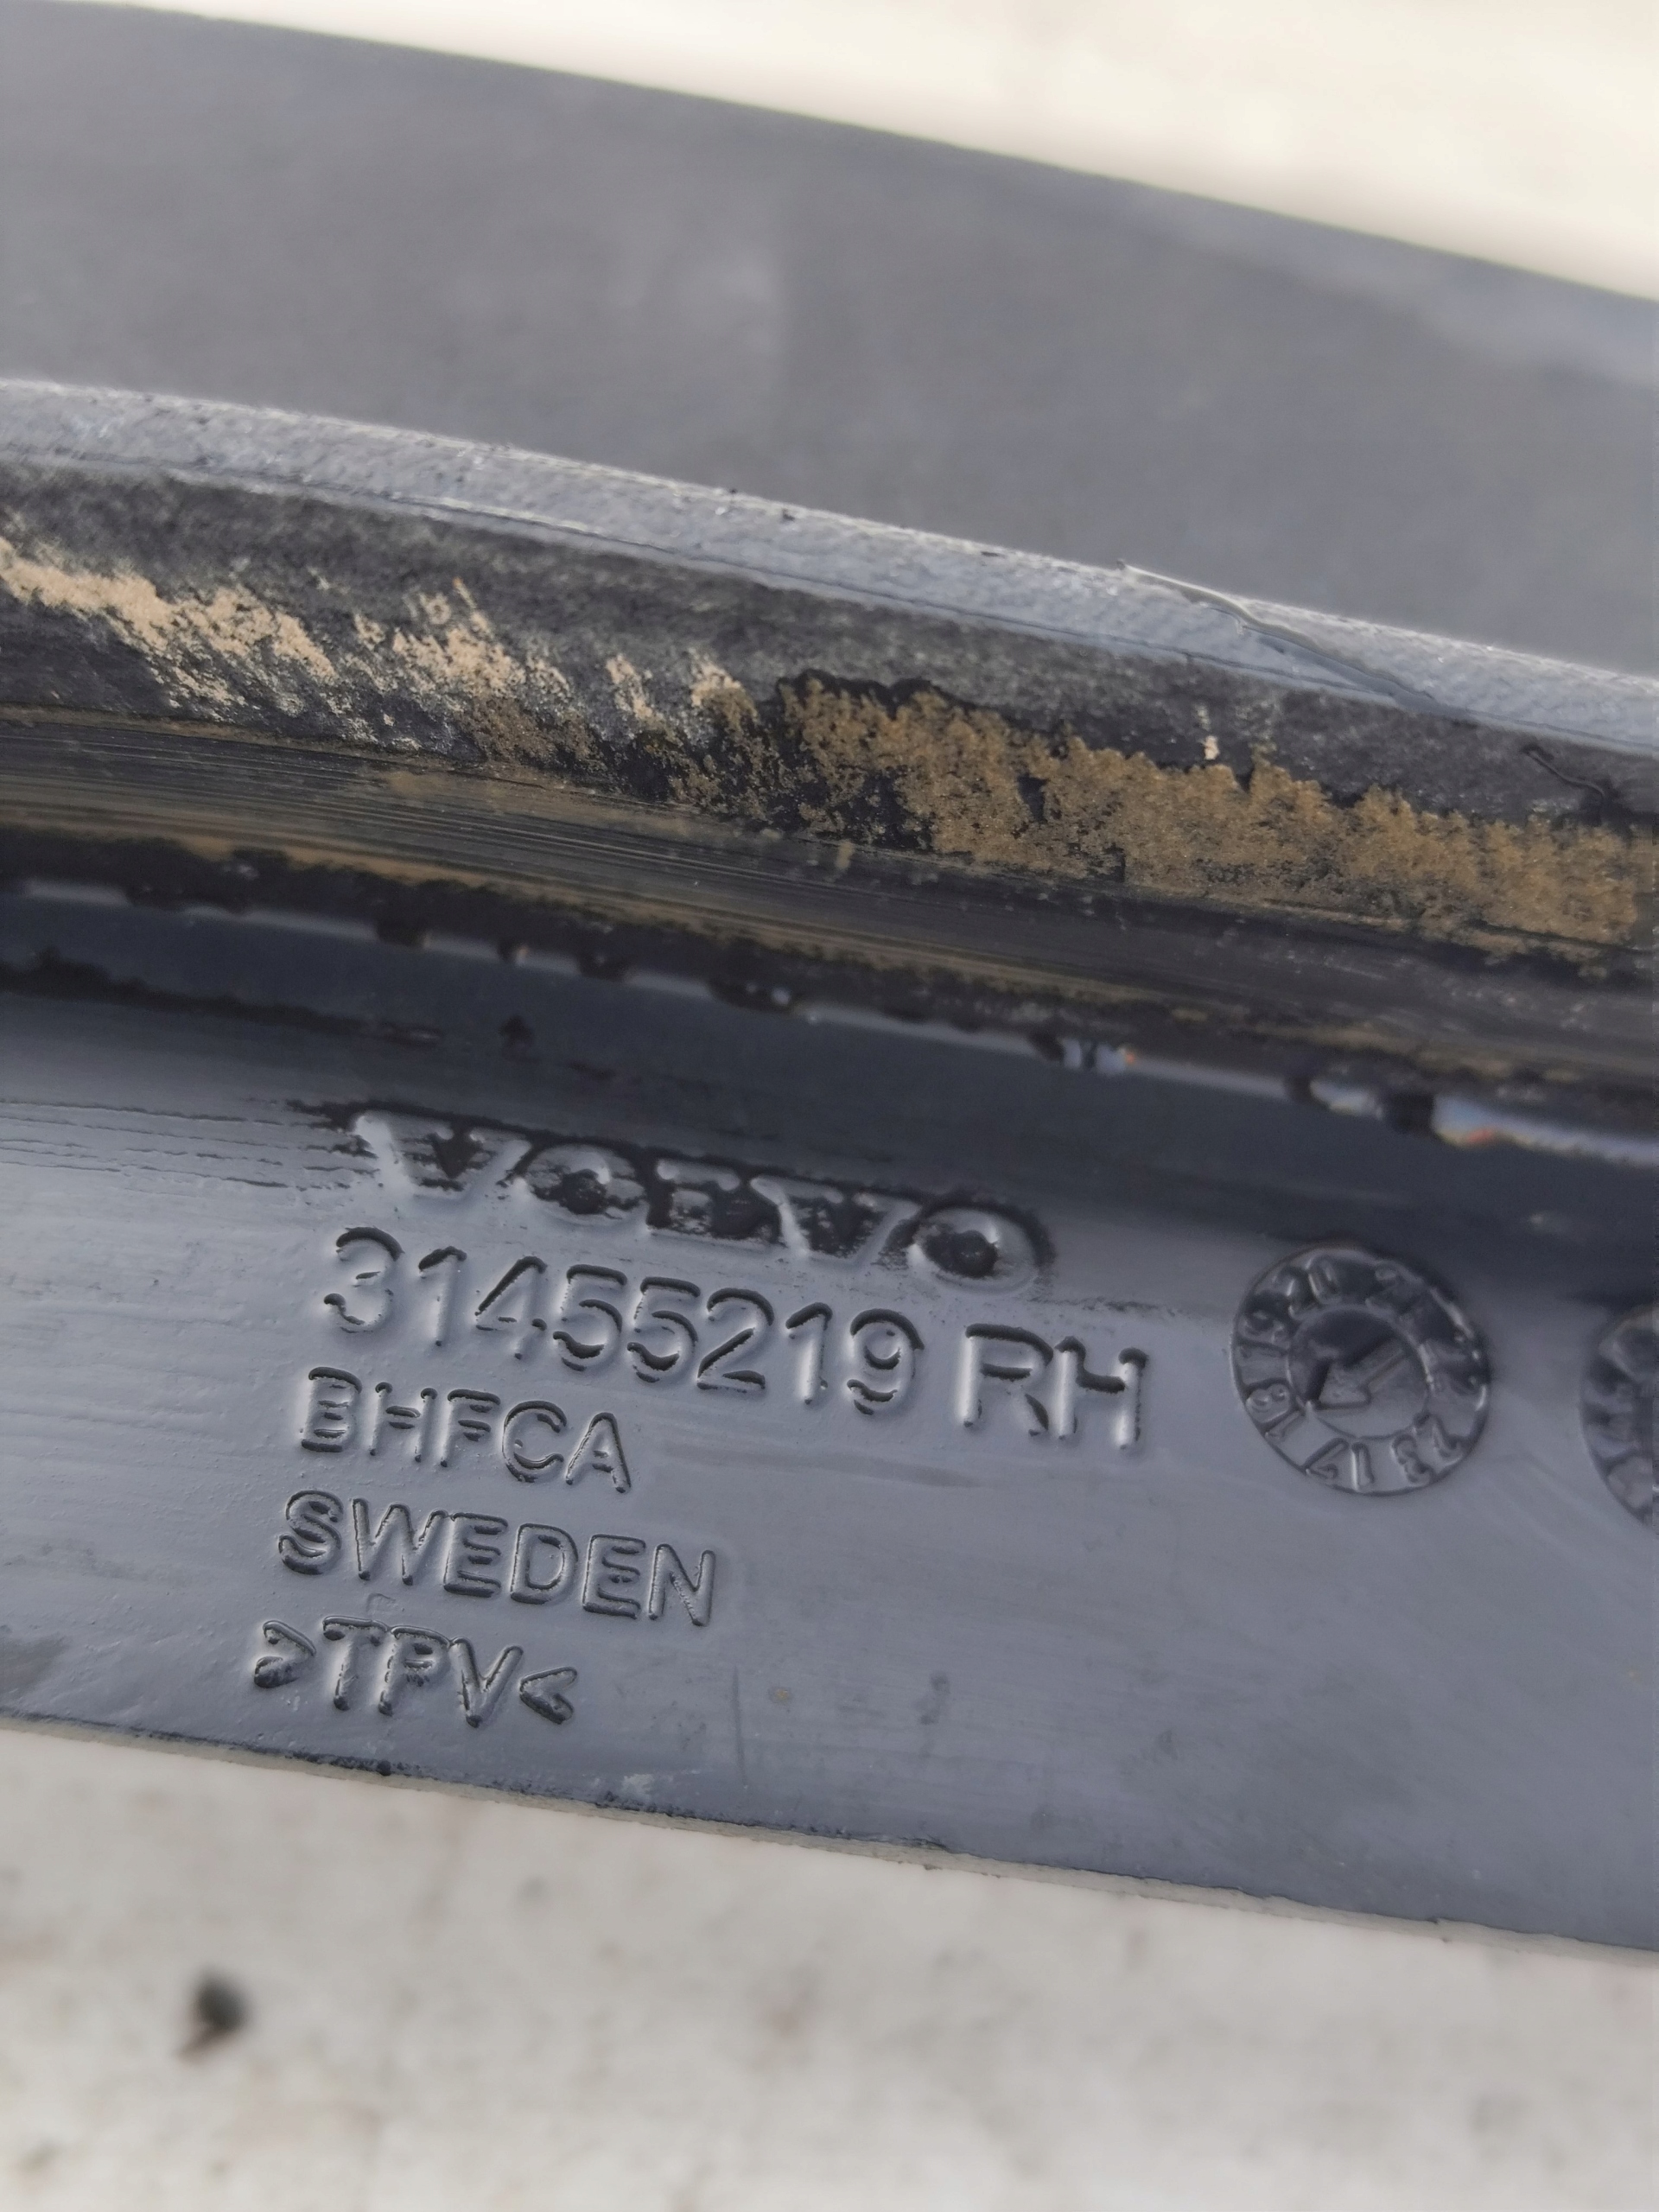 VOLVO
31455219 RH
BHFCA
SWEDEN
>TPV<